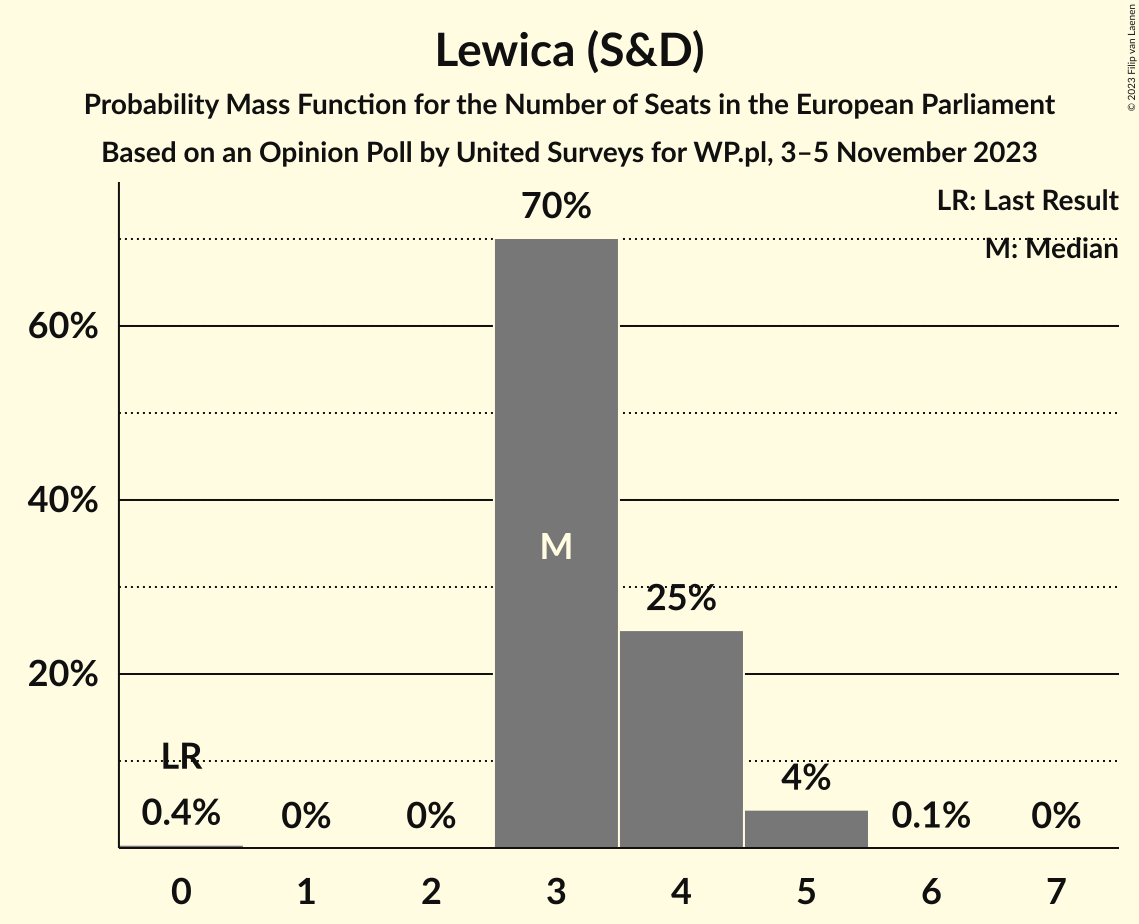 Lewica (S&D)
Probability Mass Function for the Number of Seats in the European Parliament
Based on an Opinion Poll by United Surveys for WP.pl, 3–5 November 2023
© 2023 Filip van Laenen
LR: Last Result
M: Median
70%
60%
40%
M
25%
20%
LR
4%
0.4%
0%
0%
0.1%
0%
0 1 2 3 4 5 6 7